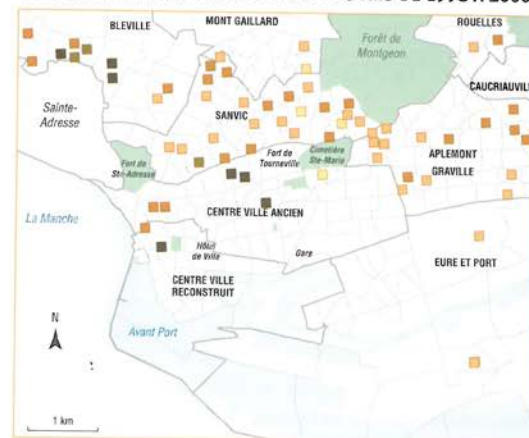 BLEVILLE
MONT GAILLARD
ROUELLES
Forêt de
Montgeon
CAUCRIAUVILLE
Sainte-
Adresse
SANVIC
Fort de
Ste-Adresse
Fort de
Tourneville
Cimetière
Ste-Marie
APLEMONT
GRAVILLE
La Manche
CENTRE VILLE ANCIEN
Hôtel
de Ville
Gare
EURE ET PORT
CENTRE VILLE
RECONSTRUIT
N
Avant Port
1 km